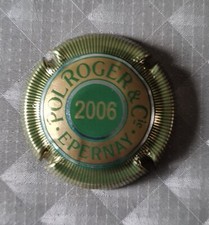 POL ROGER & Cie
2006
· EPERNAY ·